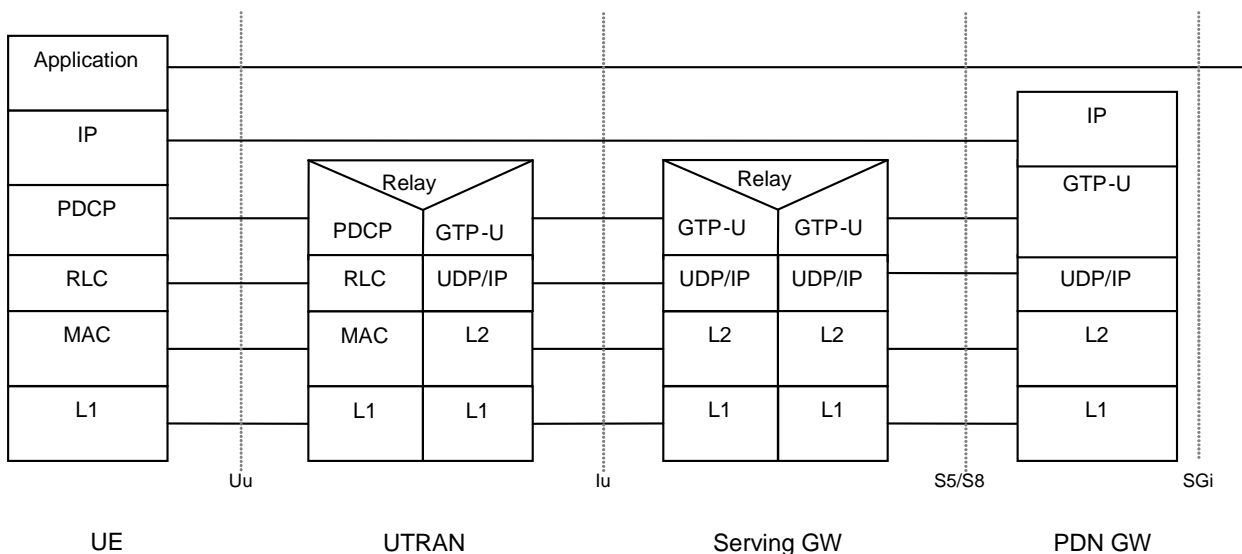 Application
IP
PDCP
RLC
MAC
L1
Relay
PDCP GTP-U
RLC UDP/IP
MAC L2
L1 L1
Relay
GTP-U GTP-U
UDP/IP UDP/IP
L2 L2
L1 L1
IP
GTP-U
UDP/IP
L2
L1
Uu Iu S5/S8 SGi
UE UTRAN Serving GW PDN GW